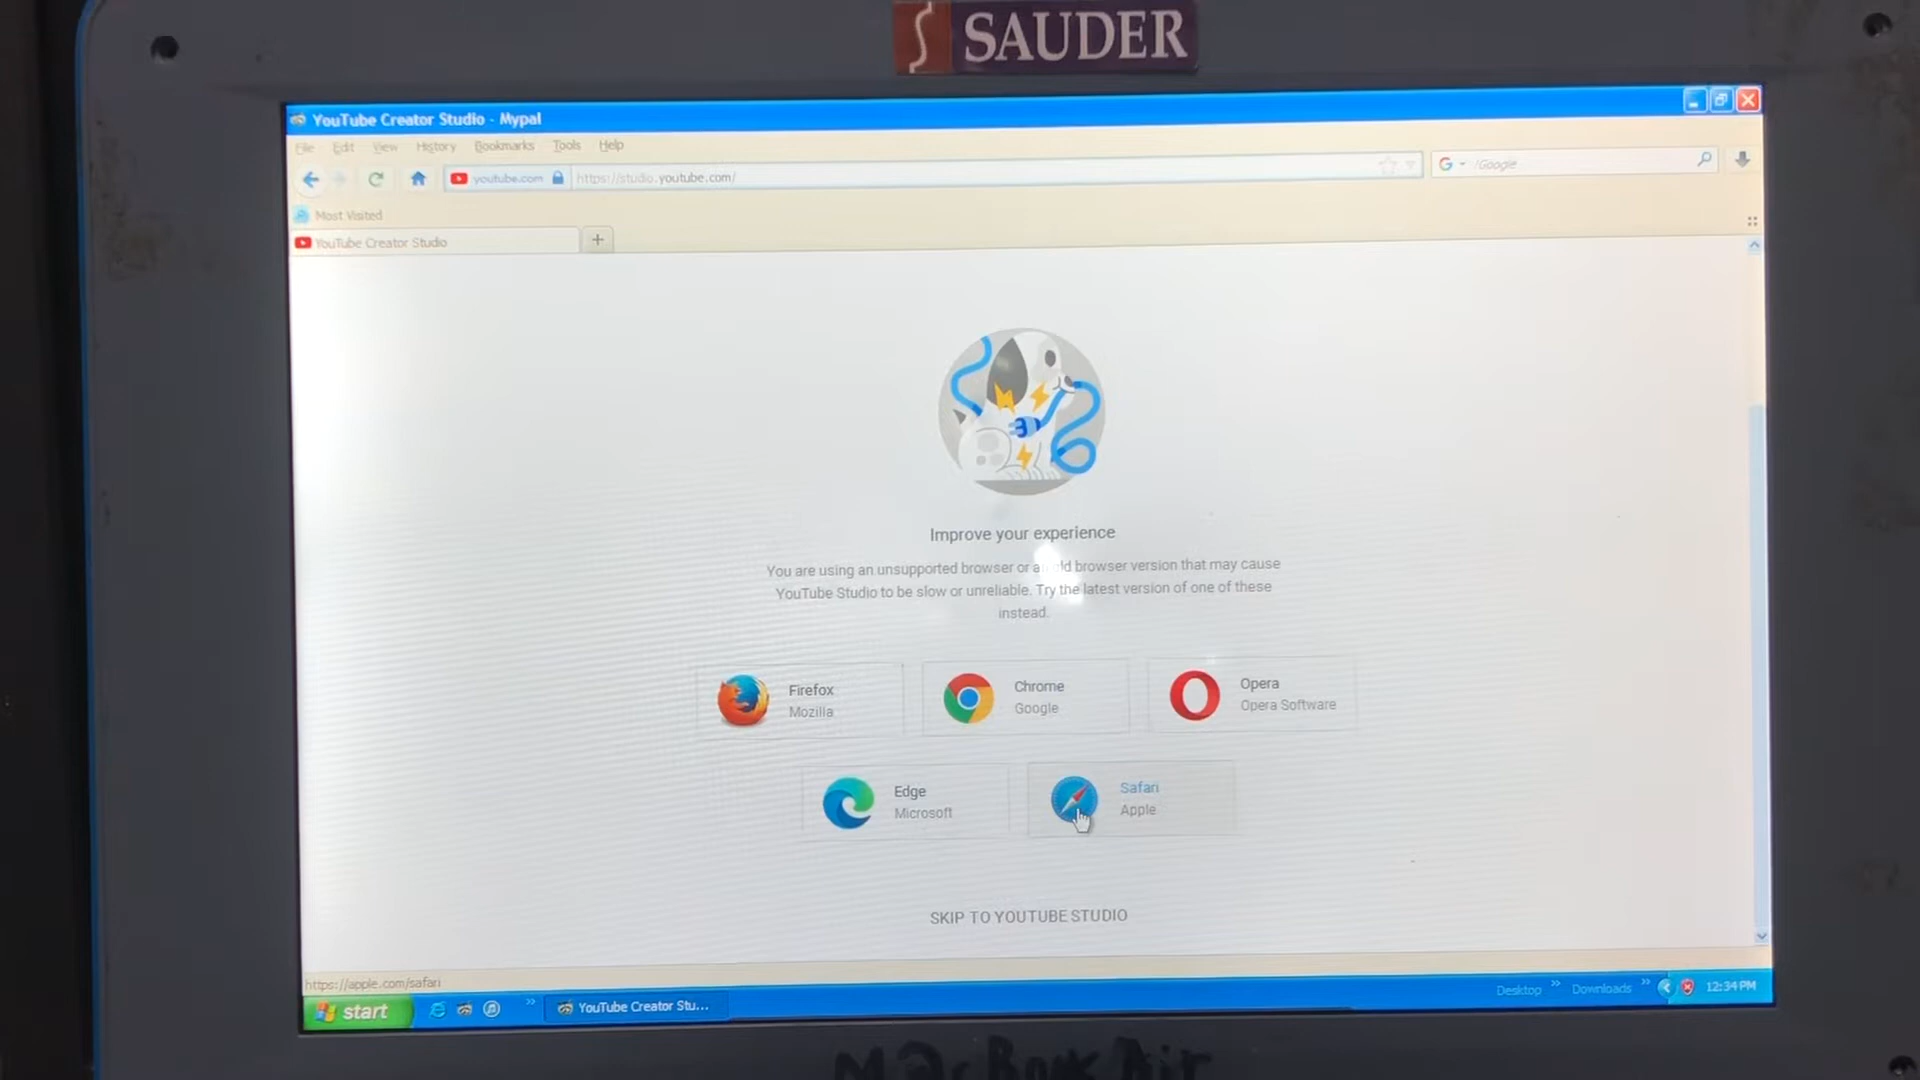 SAUDER
YouTube Creator Studio - Mypal
File Edit View History Bookmarks Tools Help
youtube.com https://studio.youtube.com/ Google
Most Visited
YouTube Creator Studio
Improve your experience
You are using an unsupported browser or a browser version that may cause
YouTube Studio to be slow or unreliable. Try the latest version of one of these
instead.
Firefox
Mozilla
Chrome
Google
Opera
Opera Software
Edge
Microsoft
Safari
Apple
SKIP TO YOUTUBE STUDIO
https://apple.com/safari
start YouTube Creator Stu... Desktop Downloads 12:34 PM
MacBook Air